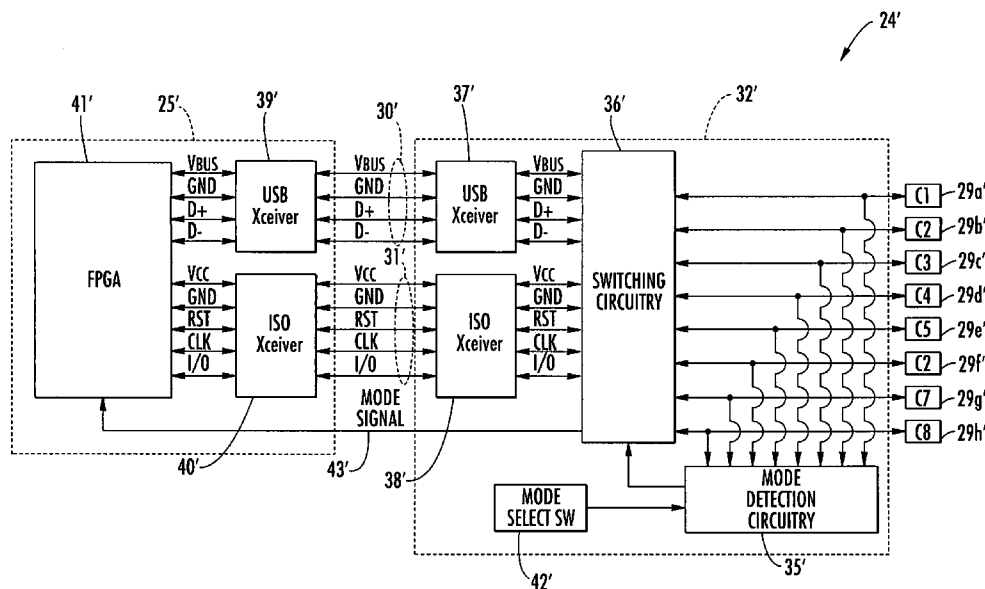 24'
41'
25'
39'
30'
37'
36'
32'
FPGA
VBUS
GND
D+
D-
USB
Xceiver
VBUS
GND
D+
D-
31'
USB
Xceiver
VBUS
GND
D+
D-
VCC
GND
RST
CLK
I/O
ISO
Xceiver
VCC
GND
RST
CLK
I/O
ISO
Xceiver
VCC
GND
RST
CLK
I/O
SWITCHING
CIRCUITRY
C1 29a'
C2 29b'
C3 29c'
C4 29d'
C5 29e'
C2 29f'
C7 29g'
C8 29h'
MODE
SIGNAL
40'
43'
38'
MODE
SELECT SW
42'
MODE
DETECTION
CIRCUITRY
35'